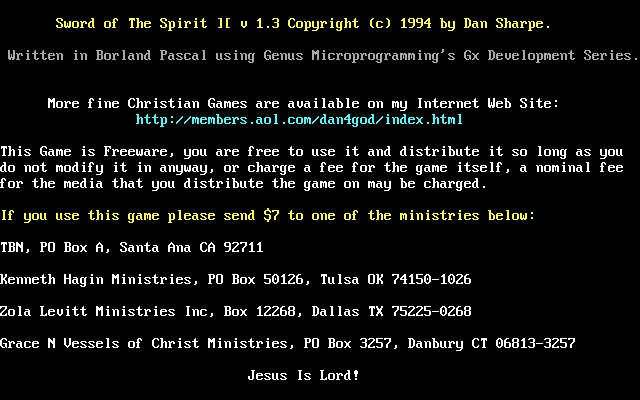 Sword of The Spirit ][ v 1.3 Copyright (c) 1994 by Dan Sharpe.
Written in Borland Pascal using Genus Microprogramming's Gx Development Series.
More fine Christian Games are available on my Internet Web Site:
http://members.aol.com/dan4god/index.html
This Game is Freeware, you are free to use it and distribute it so long as you
do not modify it in anyway, or charge a fee for the game itself, a nominal fee
for the media that you distribute the game on may be charged.
If you use this game please send $7 to one of the ministries below:
TBN, PO Box A, Santa Ana CA 92711
Kenneth Hagin Ministries, PO Box 50126, Tulsa OK 74150-1026
Zola Levitt Ministries Inc, Box 12268, Dallas TX 75225-0268
Grace N Vessels of Christ Ministries, PO Box 3257, Danbury CT 06813-3257
Jesus Is Lord!